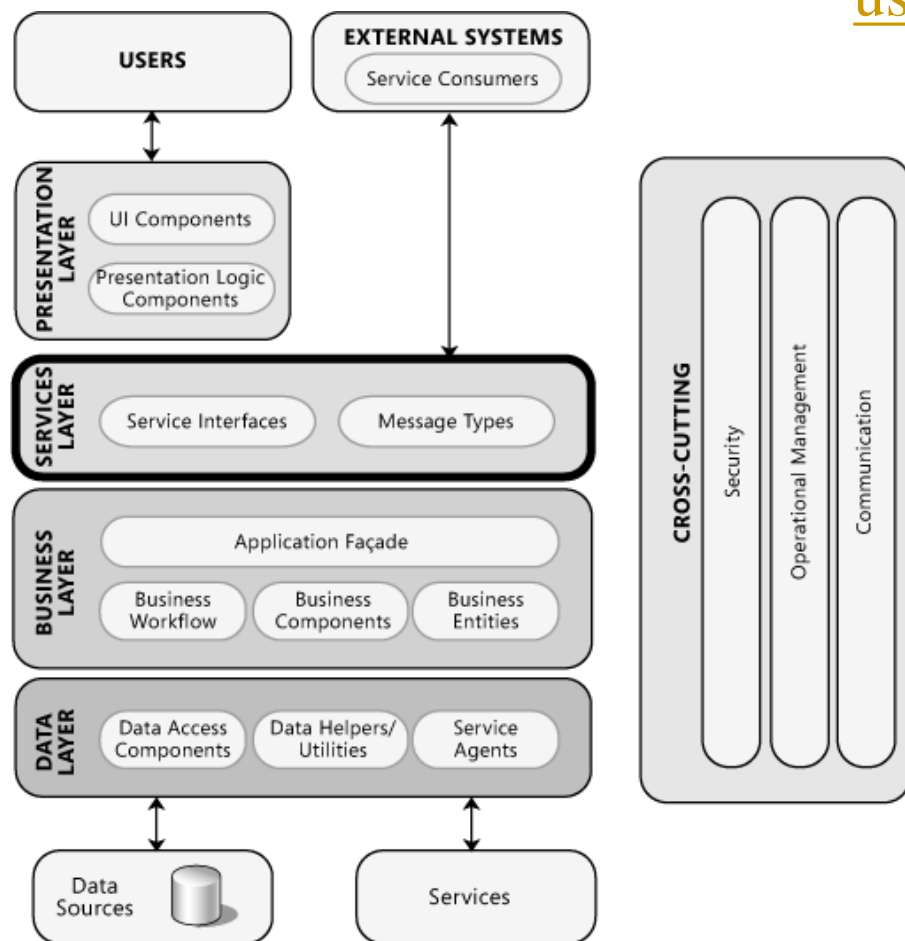 us
USERS
EXTERNAL SYSTEMS
Service Consumers
PRESENTATION
LAYER
UI Components
Presentation Logic
Components
SERVICES
LAYER
Service Interfaces
Message Types
BUSINESS
LAYER
Application Façade
Business
Workflow
Business
Components
Business
Entities
DATA
LAYER
Data Access
Components
Data Helpers/
Utilities
Service
Agents
Data
Sources
Services
CROSS-CUTTING
Security
Operational Management
Communication